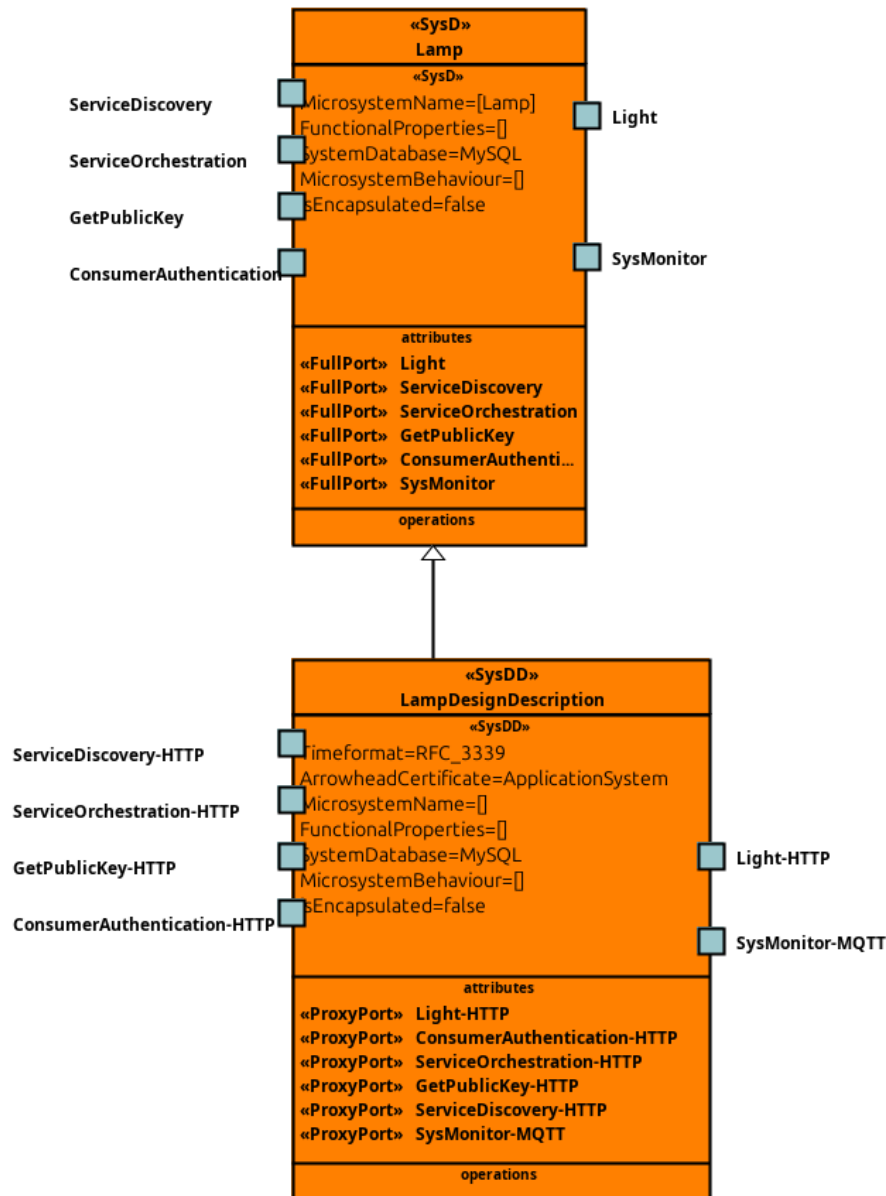 «SysD»
Lamp
«SysD»
MicrosystemName=[Lamp]
FunctionalProperties=[]
SystemDatabase=MySQL
MicrosystemBehaviour=[]
isEncapsulated=false
ServiceDiscovery
ServiceOrchestration
GetPublicKey
ConsumerAuthentication
Light
SysMonitor
attributes
«FullPort» Light
«FullPort» ServiceDiscovery
«FullPort» ServiceOrchestration
«FullPort» GetPublicKey
«FullPort» ConsumerAuthenti...
«FullPort» SysMonitor
operations
«SysDD»
LampDesignDescription
«SysDD»
Timeformat=RFC_3339
ArrowheadCertificate=ApplicationSystem
MicrosystemName=[]
FunctionalProperties=[]
SystemDatabase=MySQL
MicrosystemBehaviour=[]
isEncapsulated=false
ServiceDiscovery-HTTP
ServiceOrchestration-HTTP
GetPublicKey-HTTP
ConsumerAuthentication-HTTP
Light-HTTP
SysMonitor-MQTT
attributes
«ProxyPort» Light-HTTP
«ProxyPort» ConsumerAuthentication-HTTP
«ProxyPort» ServiceOrchestration-HTTP
«ProxyPort» GetPublicKey-HTTP
«ProxyPort» ServiceDiscovery-HTTP
«ProxyPort» SysMonitor-MQTT
operations